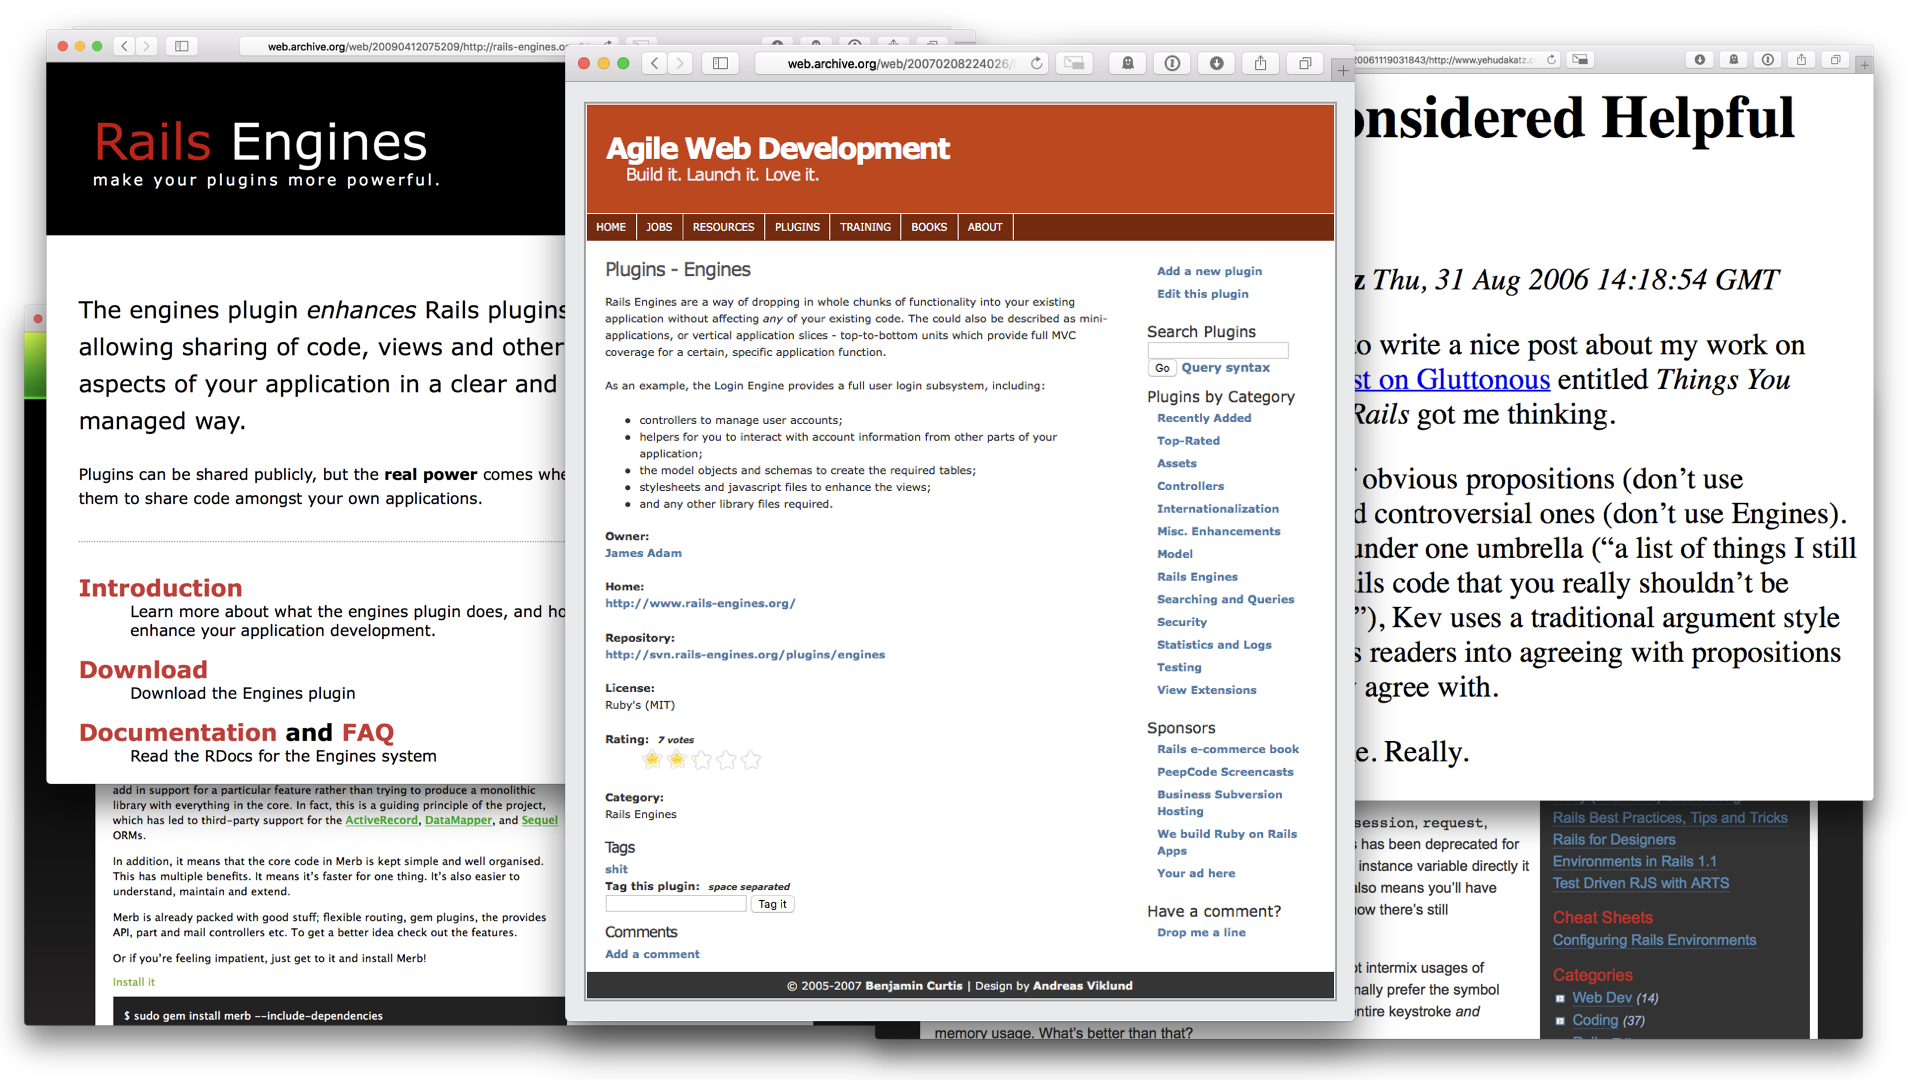 web.archive.org/web/20090412075209/http://rails-engines.or
Rails Engines
make your plugins more powerful.
The engines plugin enhances Rails plugins
allowing sharing of code, views and other
aspects of your application in a clear and
managed way.
Plugins can be shared publicly, but the real power comes whe
them to share code amongst your own applications.
Introduction
Learn more about what the engines plugin does, and ho
enhance your application development.
Download
Download the Engines plugin
Documentation and FAQ
Read the RDocs for the Engines system
add in support for a particular feature rather than trying to produce a monolithic
library with everything in the core. In fact, this is a guiding principle of the project,
which has led to third-party support for the ActiveRecord, DataMapper, and Sequel
ORMs.
In addition, it means that the core code in Merb is kept simple and well organised.
This has multiple benefits. It means it's faster for one thing. It's also easier to
understand, maintain and extend.
Merb is already packed with good stuff; flexible routing, gem plugins, the provides
API, part and mail controllers etc. To get a better idea check out the features.
Or if you're feeling impatient, just get to it and install Merb!
Install it
$ sudo gem install merb --include-dependencies
web.archive.org/web/20070208224026/
Agile Web Development
Build it. Launch it. Love it.
HOME JOBS RESOURCES PLUGINS TRAINING BOOKS ABOUT
Plugins - Engines
Rails Engines are a way of dropping in whole chunks of functionality into your existing
application without affecting any of your existing code. The could also be described as mini-
applications, or vertical application slices - top-to-bottom units which provide full MVC
coverage for a certain, specific application function.
As an example, the Login Engine provides a full user login subsystem, including:
controllers to manage user accounts;
helpers for you to interact with account information from other parts of your
application;
the model objects and schemas to create the required tables;
stylesheets and javascript files to enhance the views;
and any other library files required.
Owner:
James Adam
Home:
http://www.rails-engines.org/
Repository:
http://svn.rails-engines.org/plugins/engines
License:
Ruby's (MIT)
Rating: 7 votes
Category:
Rails Engines
Tags
shit
Tag this plugin: space separated
Tag it
Comments
Add a comment
Add a new plugin
Edit this plugin
Search Plugins
Go Query syntax
Plugins by Category
Recently Added
Top-Rated
Assets
Controllers
Internationalization
Misc. Enhancements
Model
Rails Engines
Searching and Queries
Security
Statistics and Logs
Testing
View Extensions
Sponsors
Rails e-commerce book
PeepCode Screencasts
Business Subversion
Hosting
We build Ruby on Rails
Apps
Your ad here
Have a comment?
Drop me a line
© 2005-2007 Benjamin Curtis | Design by Andreas Viklund
20061119031843/http://www.yehudakatz.c
onsidered Helpful
z Thu, 31 Aug 2006 14:18:54 GMT
to write a nice post about my work on
st on Gluttonous entitled Things You
Rails got me thinking.
f obvious propositions (don't use
d controversial ones (don't use Engines).
under one umbrella ("a list of things I still
ils code that you really shouldn't be
"), Kev uses a traditional argument style
s readers into agreeing with propositions
y agree with.
e. Really.
session, request,
s has been deprecated for
instance variable directly it
also means you'll have
ow there's still
ot intermix usages of
nally prefer the symbol
entire keystroke and
memory usage. What's better than that?
Rails Best Practices, Tips and Tricks
Rails for Designers
Environments in Rails 1.1
Test Driven RJS with ARTS
Cheat Sheets
Configuring Rails Environments
Categories
Web Dev (14)
Coding (37)